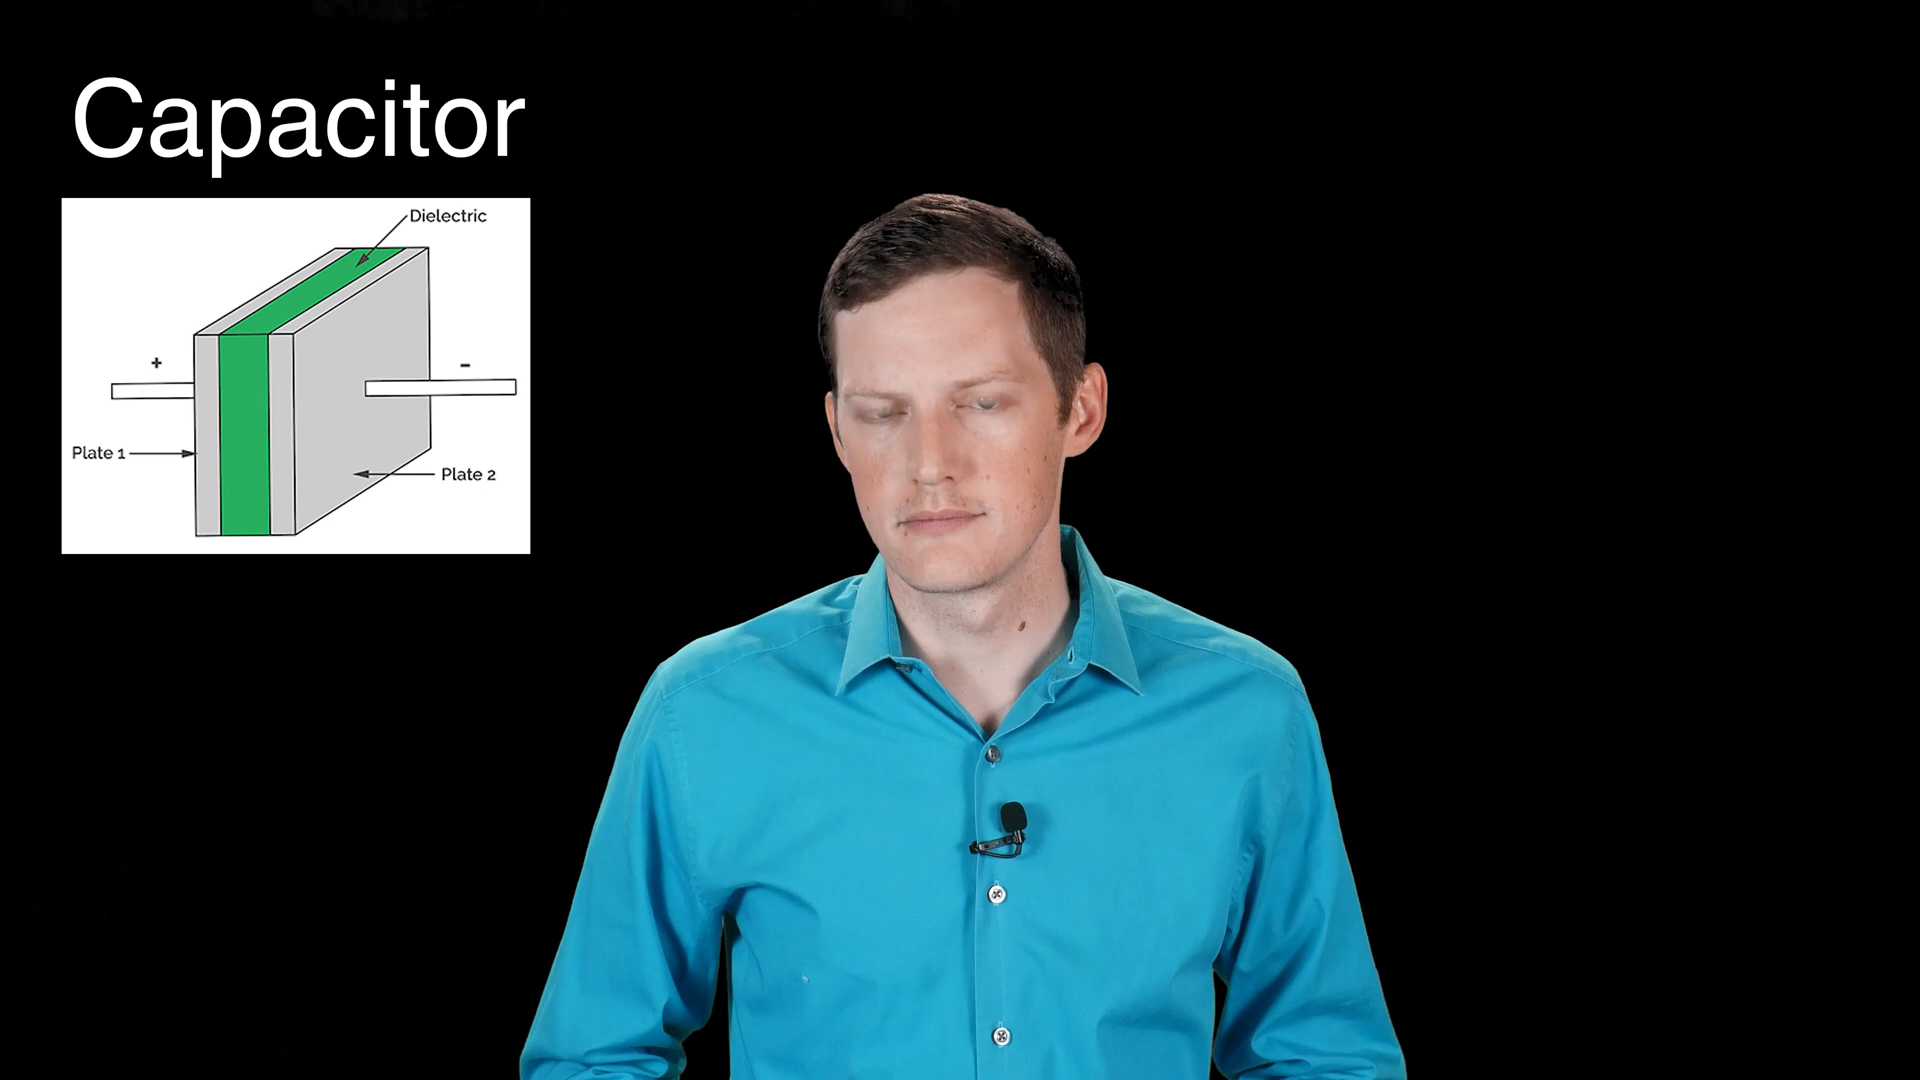 Capacitor
Dielectric
+
-
Plate 1
Plate 2